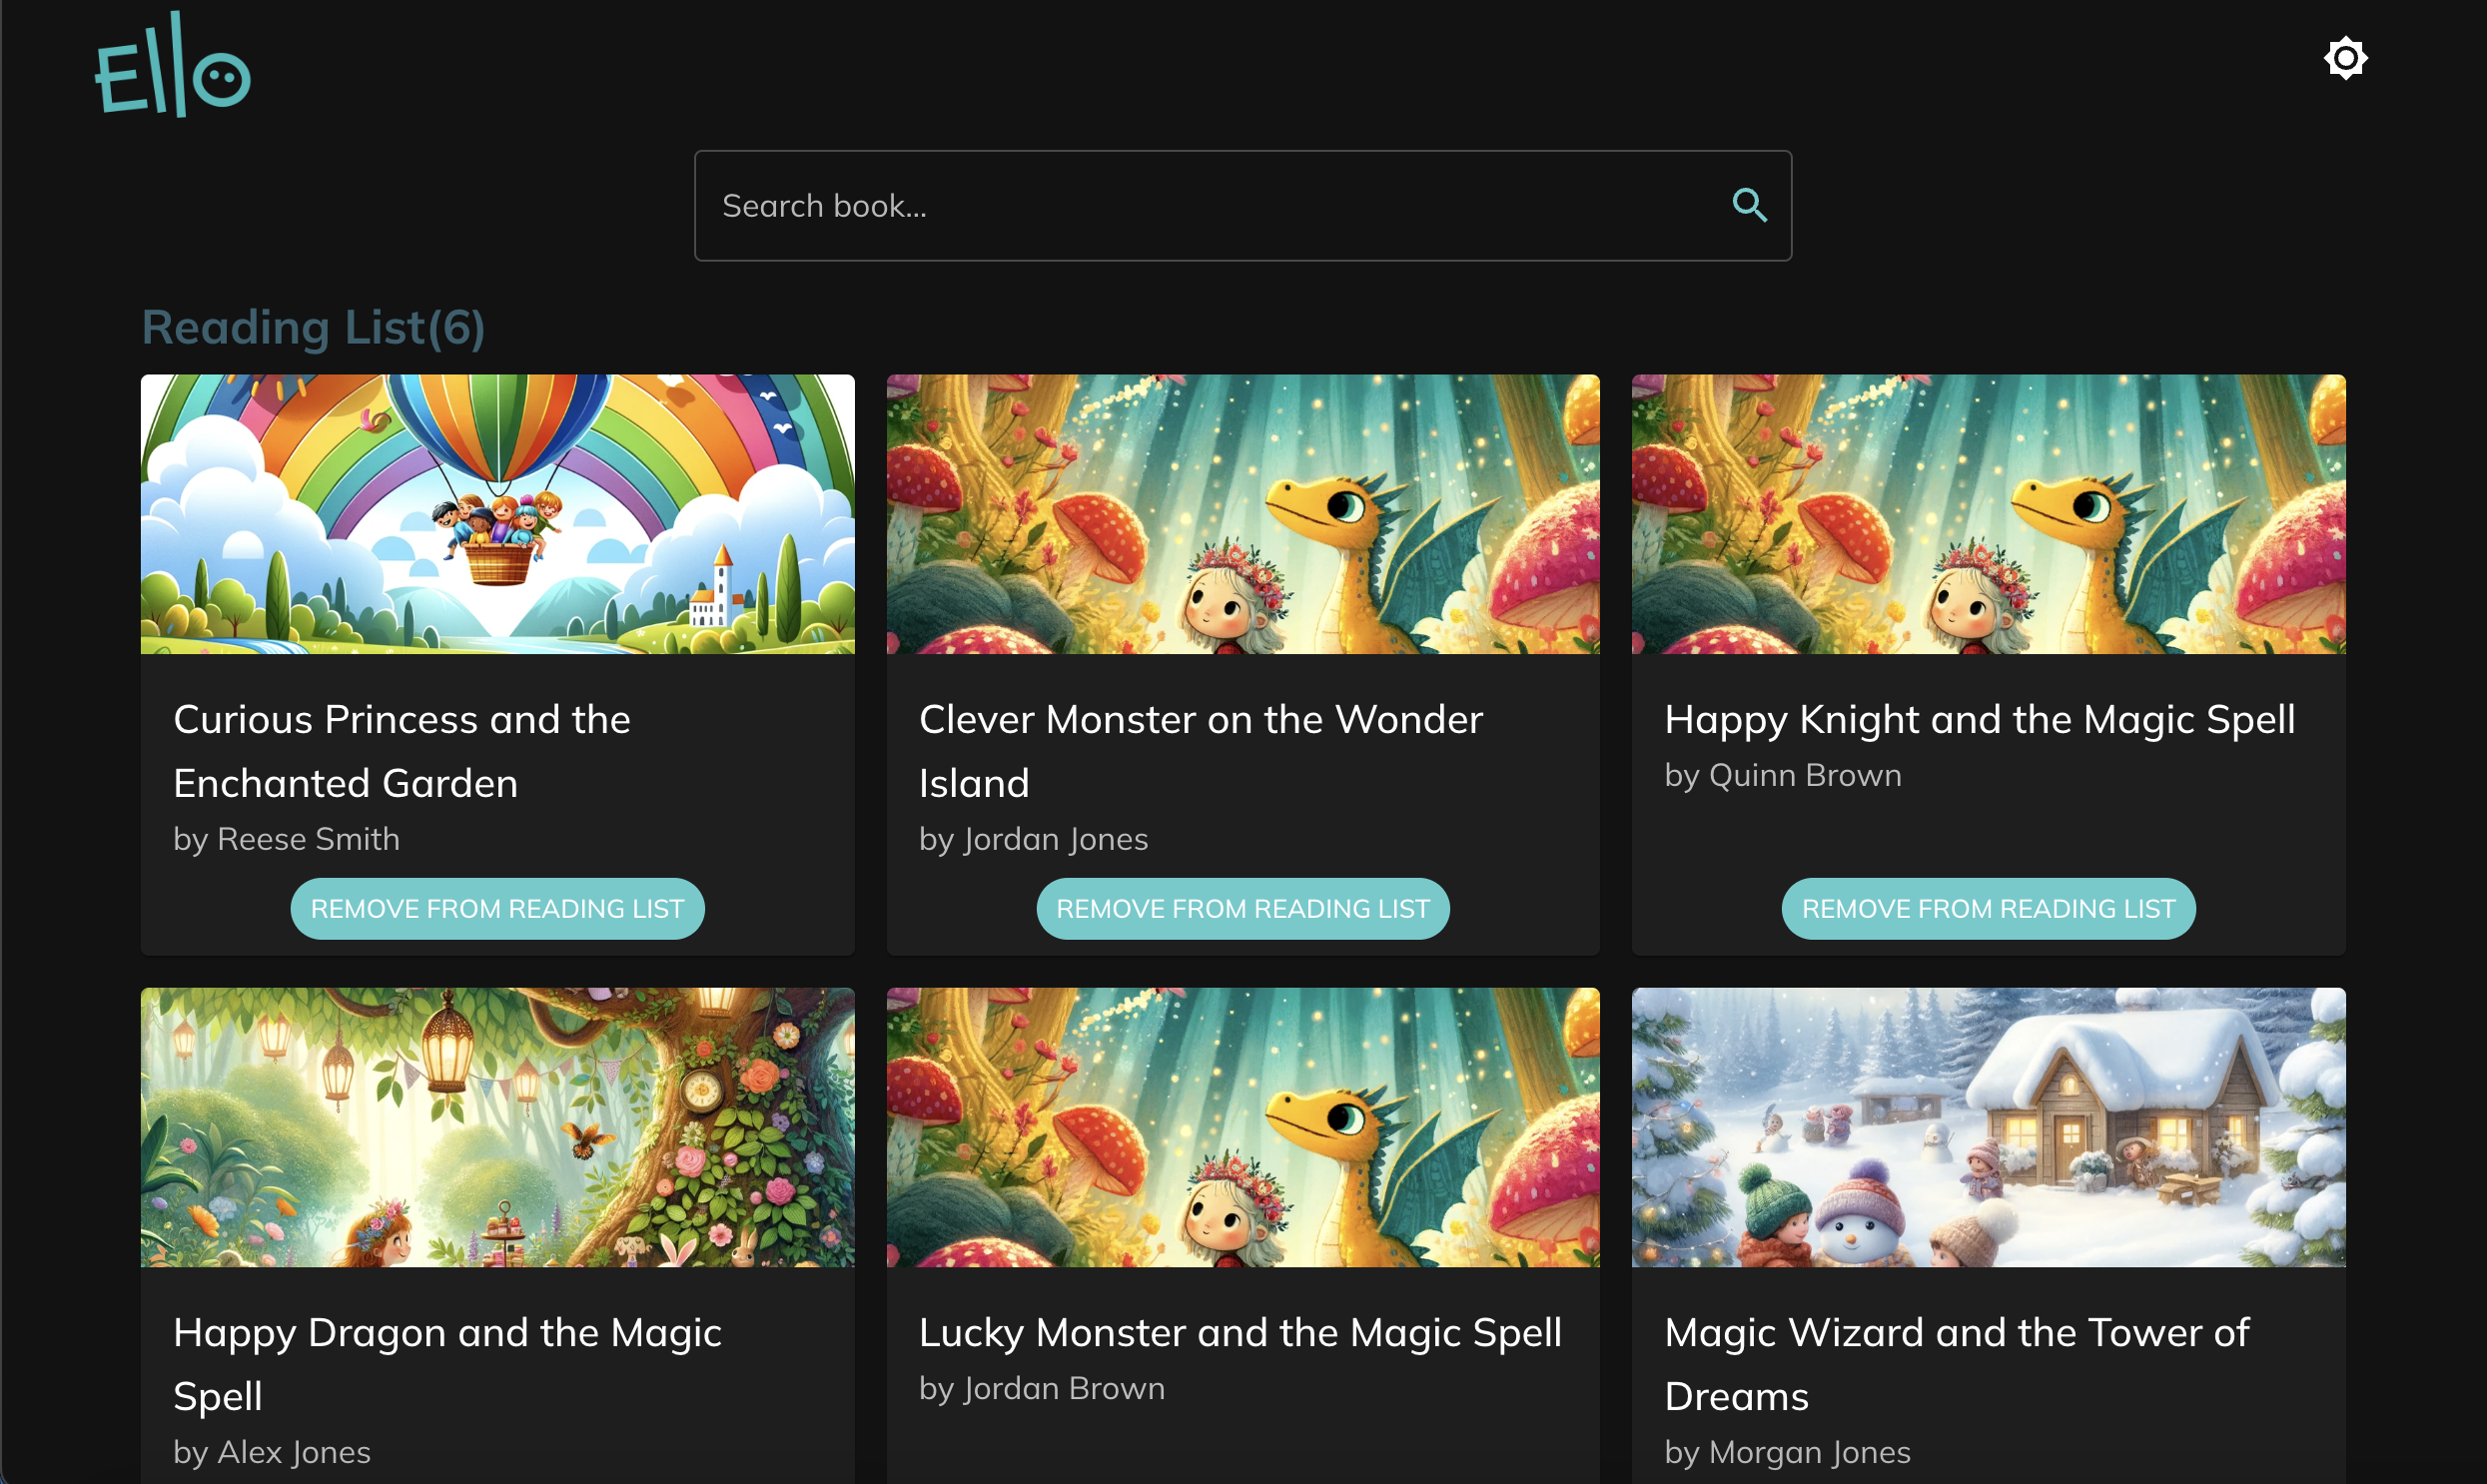 Ello
Search book...
Reading List(6)
Curious Princess and the
Enchanted Garden
by Reese Smith
REMOVE FROM READING LIST
Clever Monster on the Wonder
Island
by Jordan Jones
REMOVE FROM READING LIST
Happy Knight and the Magic Spell
by Quinn Brown
REMOVE FROM READING LIST
Happy Dragon and the Magic
Spell
by Alex Jones
Lucky Monster and the Magic Spell
by Jordan Brown
Magic Wizard and the Tower of
Dreams
by Morgan Jones